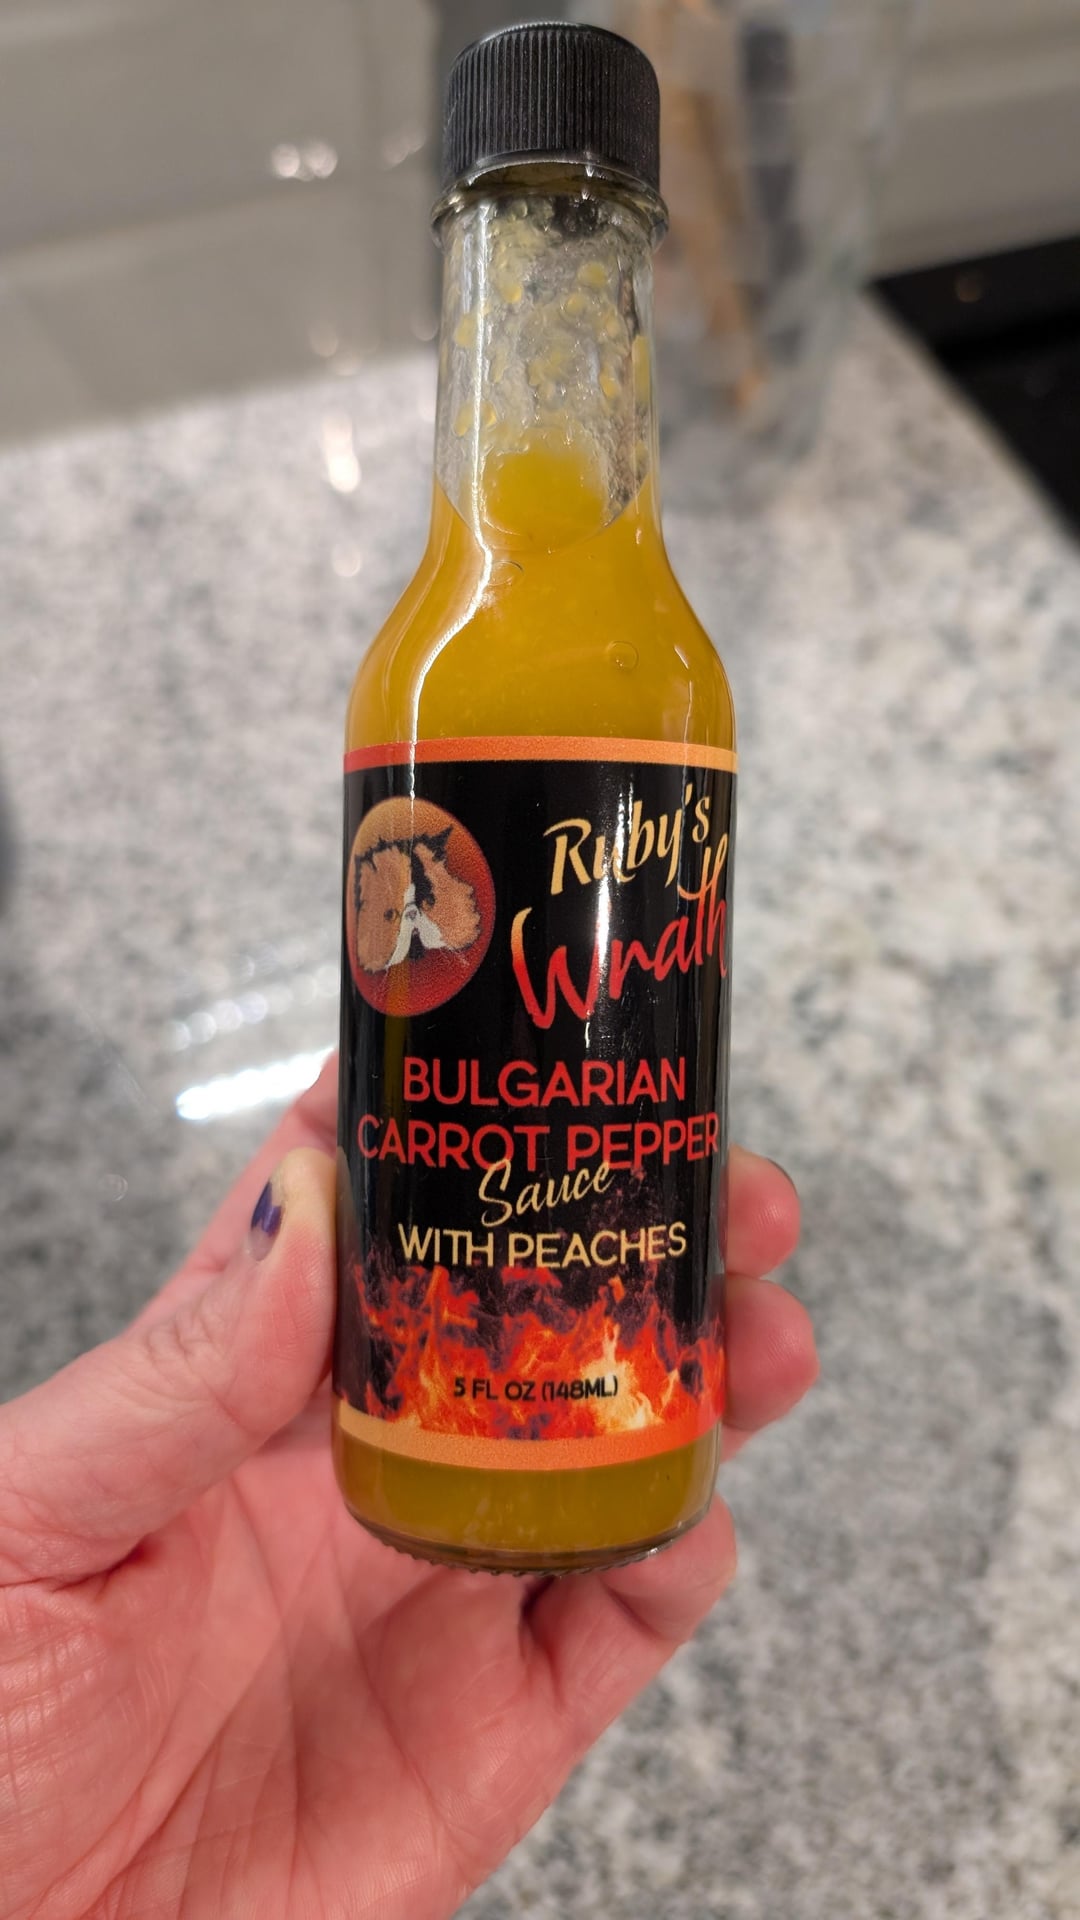 Ruby's
Wrath
BULGARIAN
CARROT PEPPER
Sauce
WITH PEACHES
5 FL OZ (148ML)